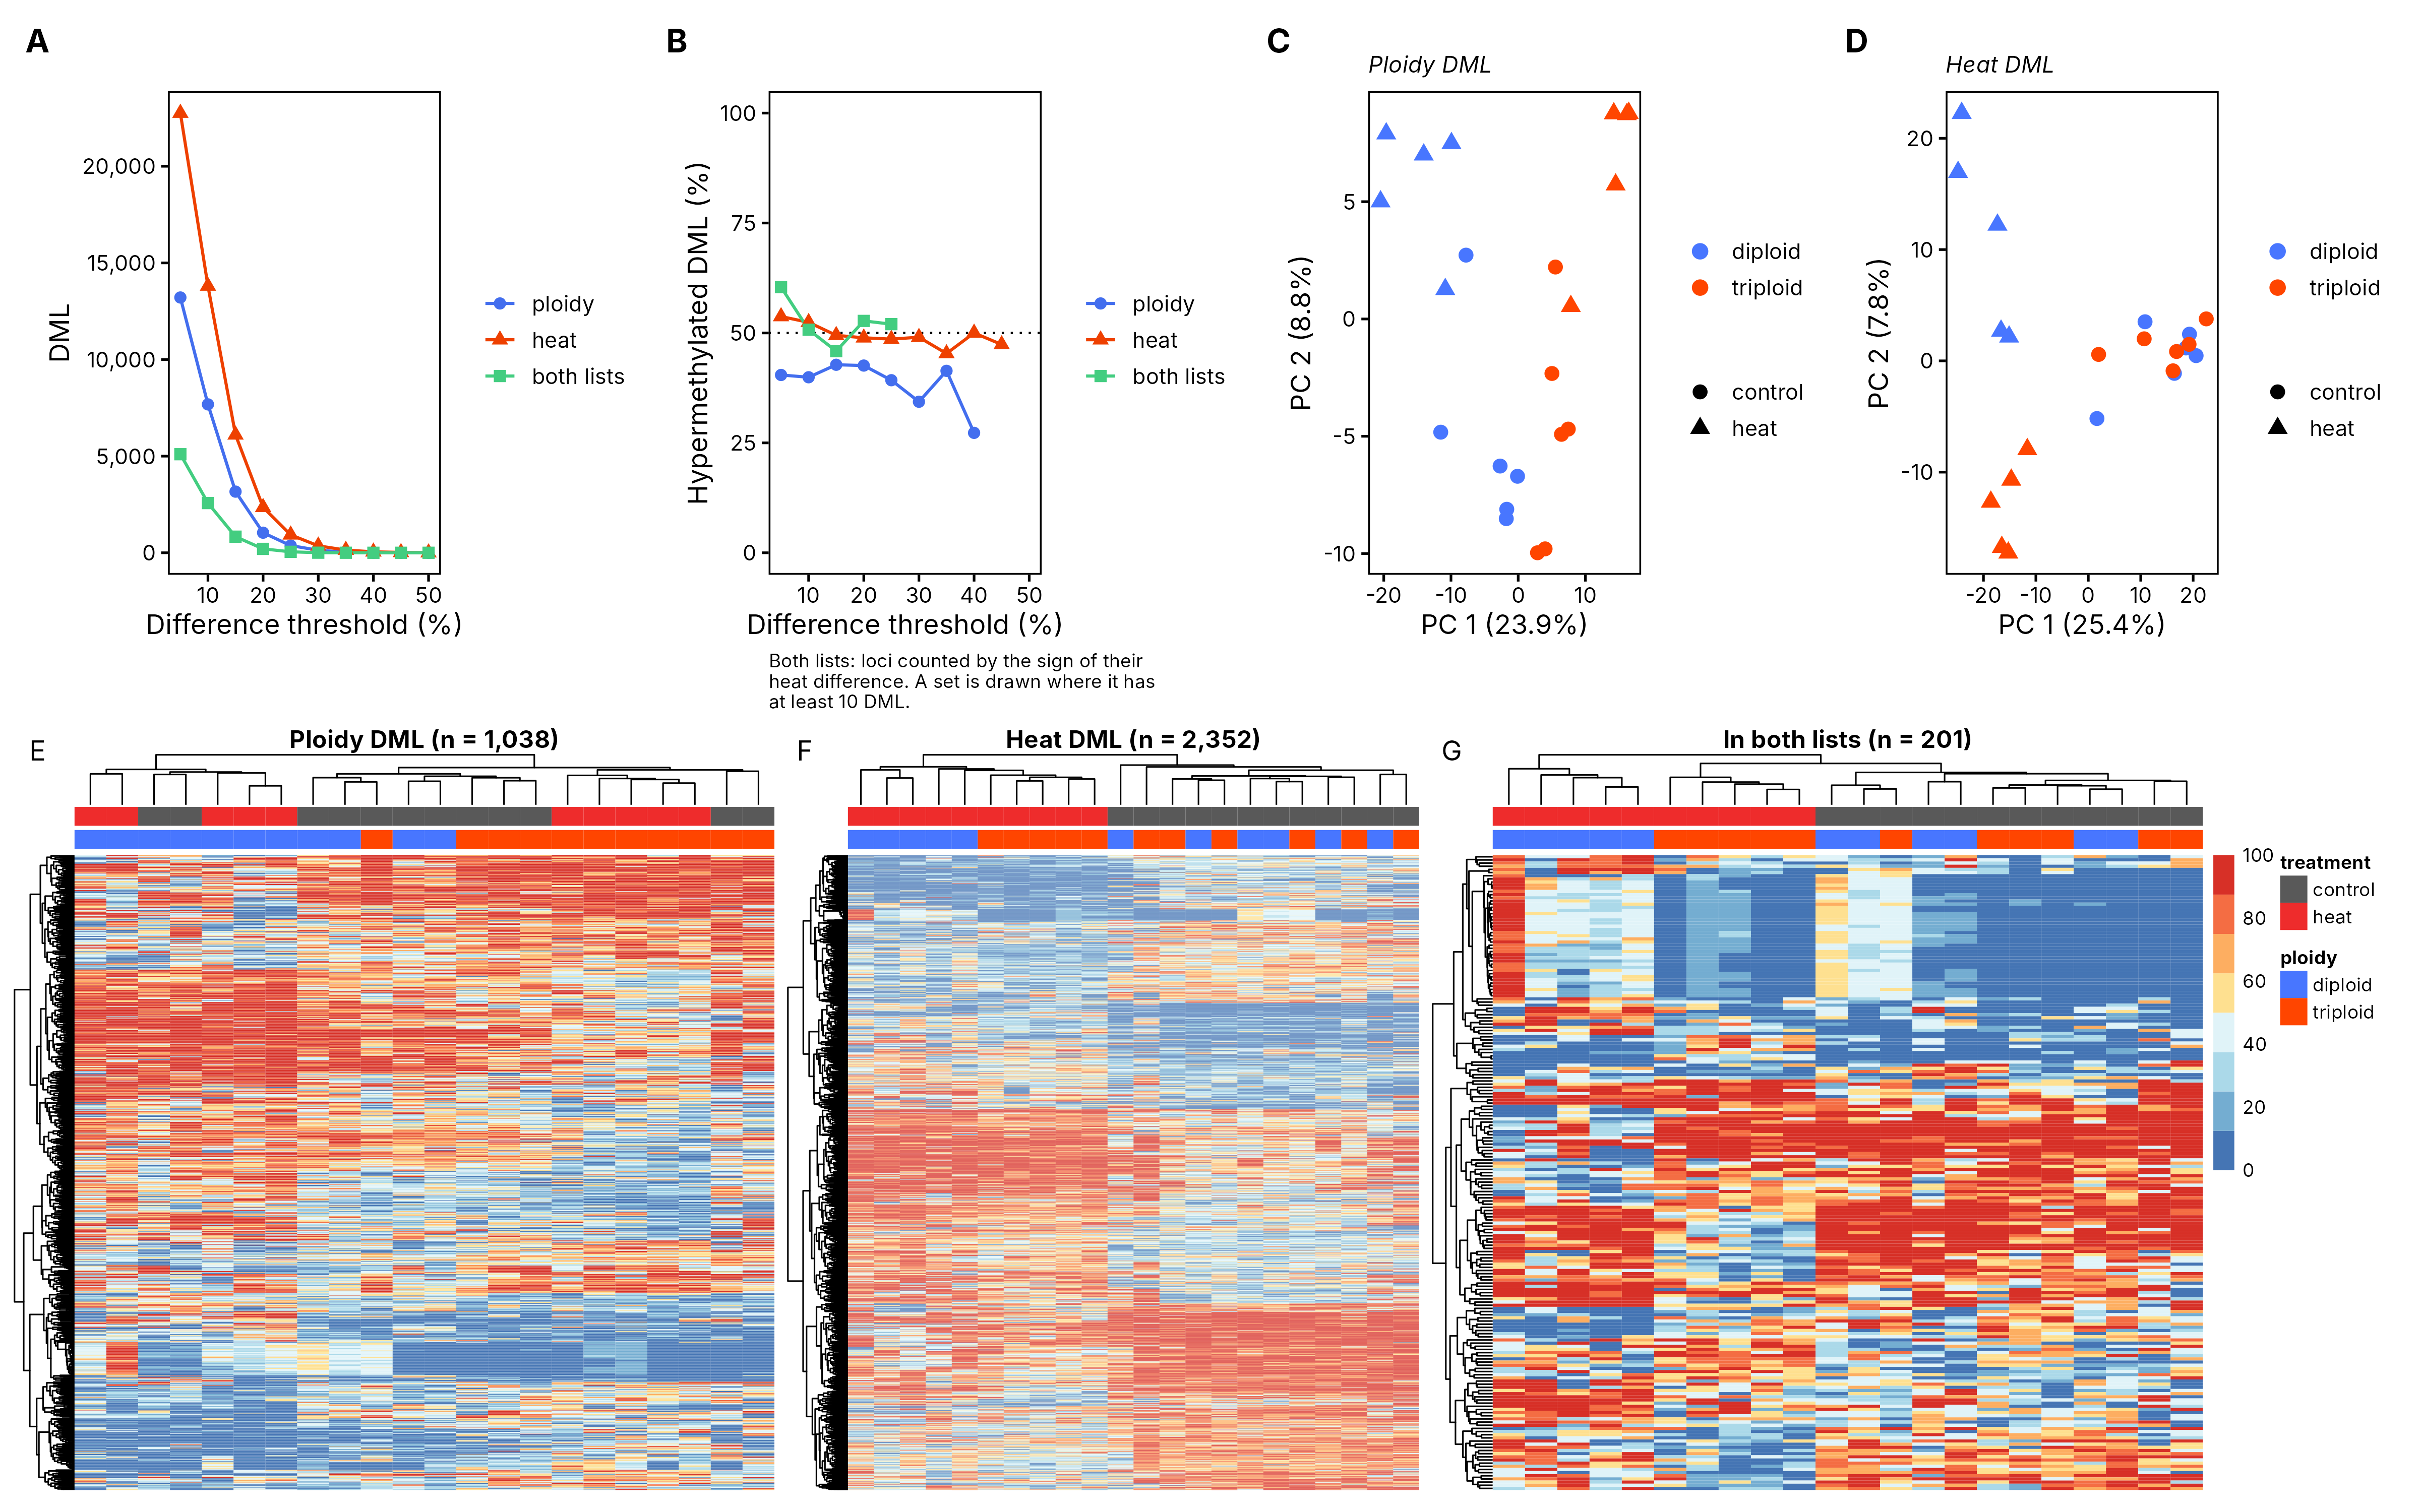 A
B
C
D
Ploidy DML
Heat DML
DML
20,000
15,000
10,000
5,000
0
10 20 30 40 50
Difference threshold (%)
ploidy
heat
both lists
Hypermethylated DML (%)
100
75
50
25
0
10 20 30 40 50
Difference threshold (%)
ploidy
heat
both lists
Both lists: loci counted by the sign of their
heat difference. A set is drawn where it has
at least 10 DML.
PC 2 (8.8%)
5
0
-5
-10
-20 -10 0 10
PC 1 (23.9%)
diploid
triploid
control
heat
PC 2 (7.8%)
20
10
0
-10
-20 -10 0 10 20
PC 1 (25.4%)
diploid
triploid
control
heat
E
Ploidy DML (n = 1,038)
F
Heat DML (n = 2,352)
G
In both lists (n = 201)
100
80
60
40
20
0
treatment
control
heat
ploidy
diploid
triploid